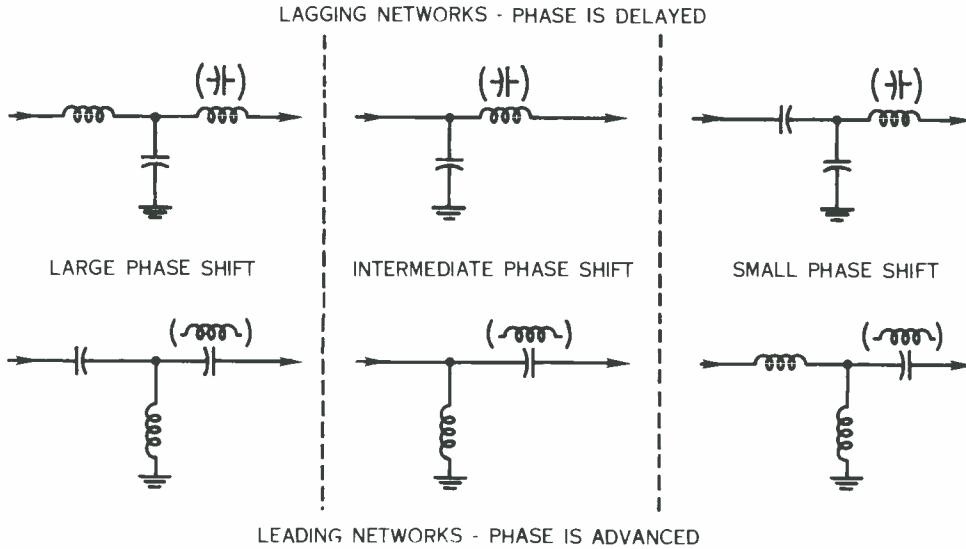 LAGGING NETWORKS - PHASE IS DELAYED
LARGE PHASE SHIFT
INTERMEDIATE PHASE SHIFT
SMALL PHASE SHIFT
LEADING NETWORKS - PHASE IS ADVANCED